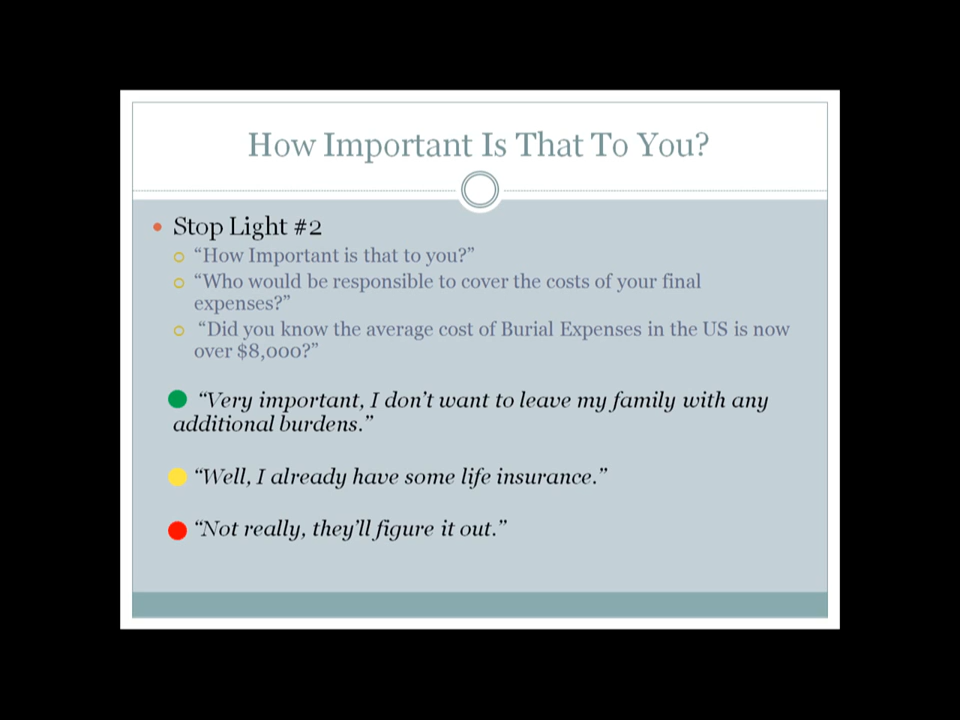 How Important Is That To You?
Stop Light #2
“How Important is that to you?”
“Who would be responsible to cover the costs of your final
expenses?”
“Did you know the average cost of Burial Expenses in the US is now
over $8,000?”
“Very important, I don’t want to leave my family with any
additional burdens.”
“Well, I already have some life insurance.”
“Not really, they’ll figure it out.”